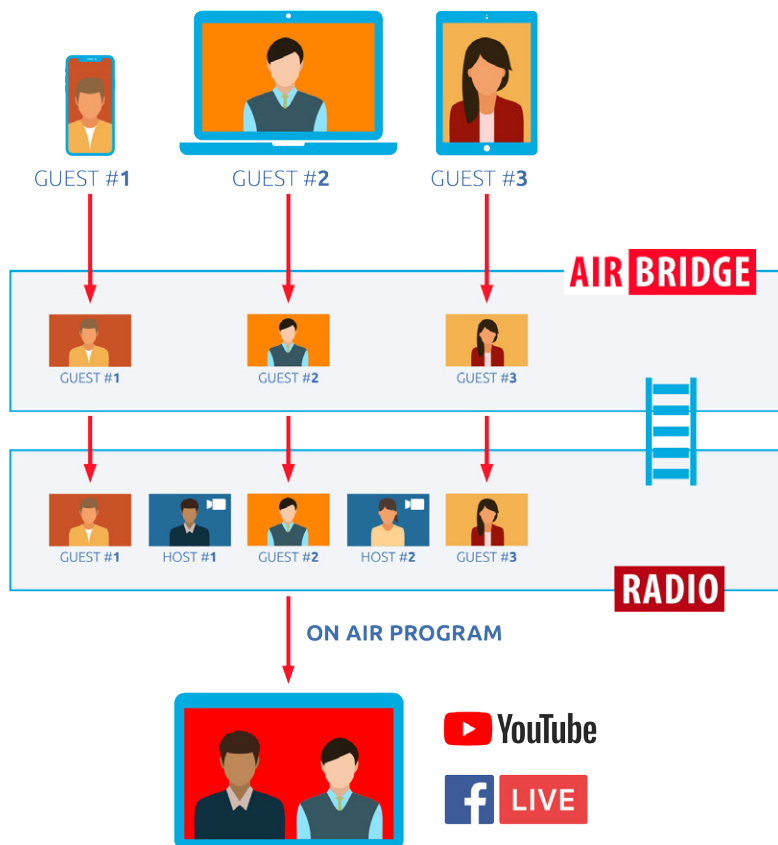 GUEST #1
GUEST #2
GUEST #3
AIR BRIDGE
GUEST #1
GUEST #2
GUEST #3
GUEST #1
HOST #1
GUEST #2
HOST #2
GUEST #3
RADIO
ON AIR PROGRAM
YouTube
f LIVE